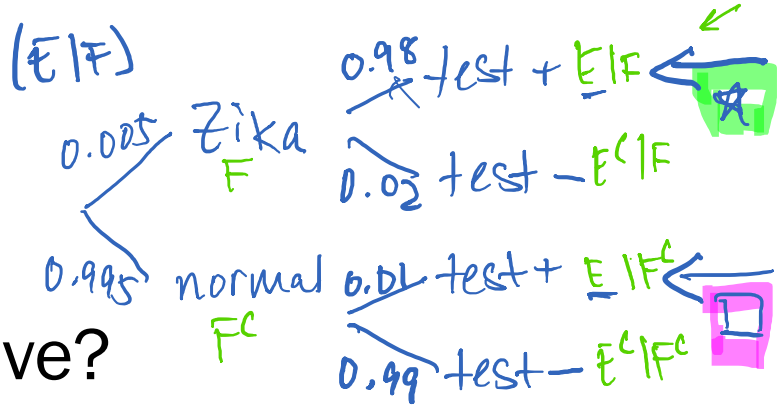 (E|F)
0.98 test + E|F
0.005 Zika
F
0.02 test - E^C|F
0.995 normal 0.01 test + E|F^C
F^C
ve?
0.99 test - E^C|F^C